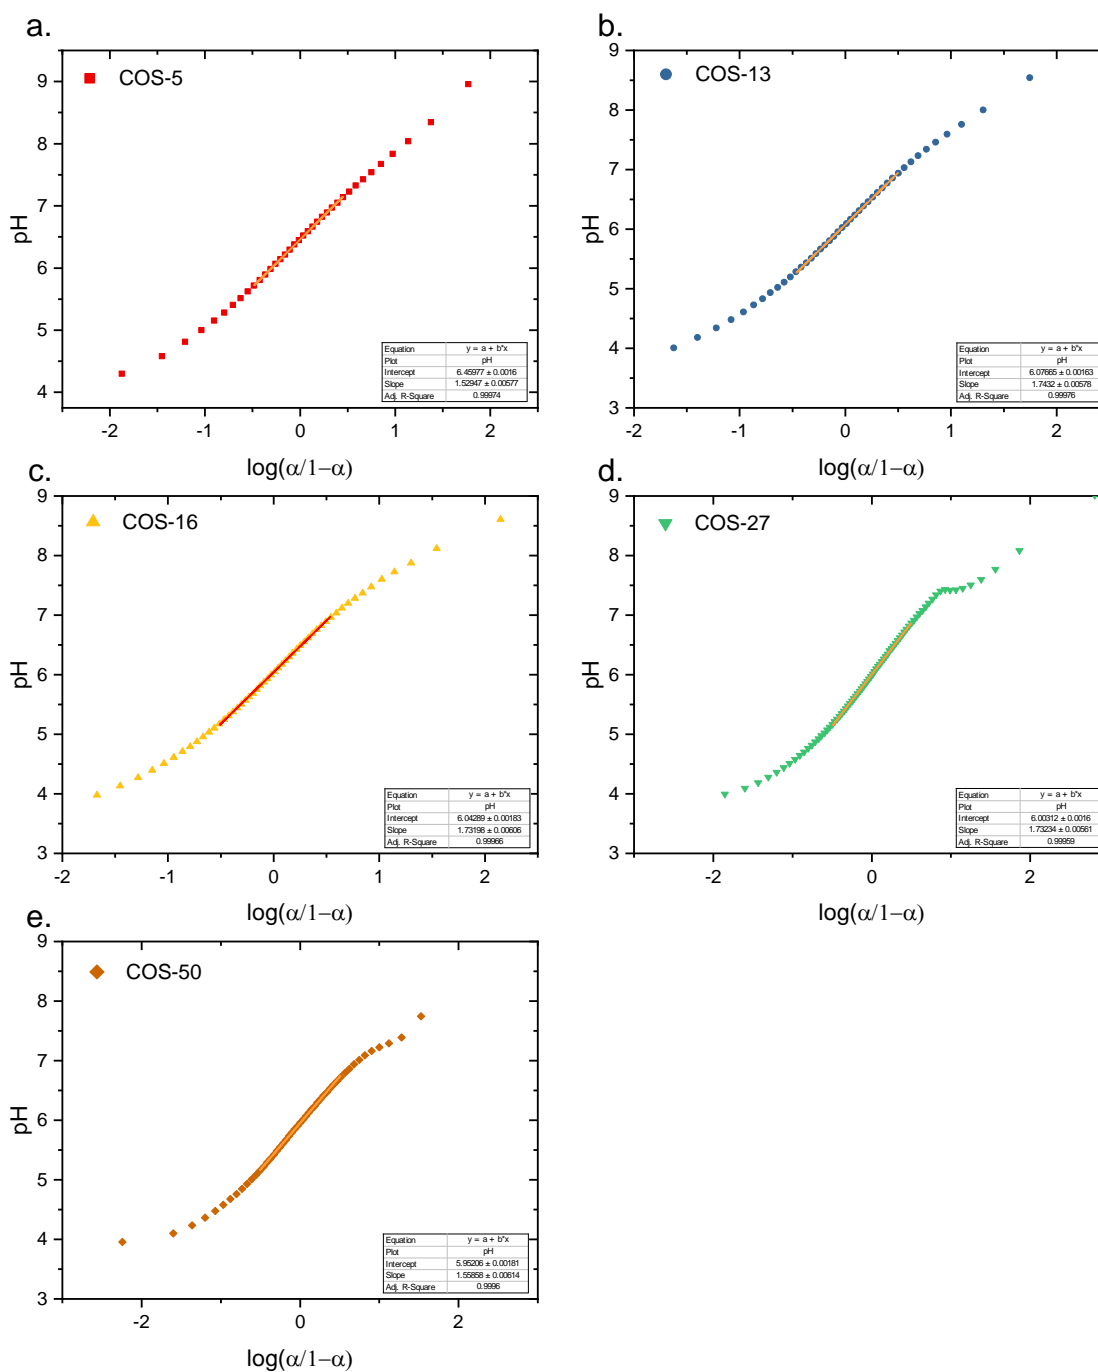 a.
COS-5
9
8
7
6
5
4
pH
Equation y = a + b*x
Plot pH
Intercept 6.45977 ± 0.0016
Slope 1.52947 ± 0.00577
Adj. R-Square 0.99974
-2 -1 0 1 2
log(α/1−α)
b.
COS-13
9
8
7
6
5
4
3
pH
Equation y = a + b*x
Plot pH
Intercept 6.07665 ± 0.00163
Slope 1.7432 ± 0.00578
Adj. R-Square 0.99976
-2 -1 0 1 2
log(α/1−α)
c.
COS-16
9
8
7
6
5
4
3
pH
Equation y = a + b*x
Plot pH
Intercept 6.04289 ± 0.00183
Slope 1.73198 ± 0.00606
Adj. R-Square 0.99966
-2 -1 0 1 2
log(α/1−α)
d.
COS-27
9
8
7
6
5
4
3
pH
Equation y = a + b*x
Plot pH
Intercept 6.00312 ± 0.0016
Slope 1.73234 ± 0.00561
Adj. R-Square 0.99959
-2 0 2
log(α/1−α)
e.
COS-50
9
8
7
6
5
4
3
pH
Equation y = a + b*x
Plot pH
Intercept 5.95206 ± 0.00181
Slope 1.55858 ± 0.00614
Adj. R-Square 0.9996
-2 0 2
log(α/1−α)